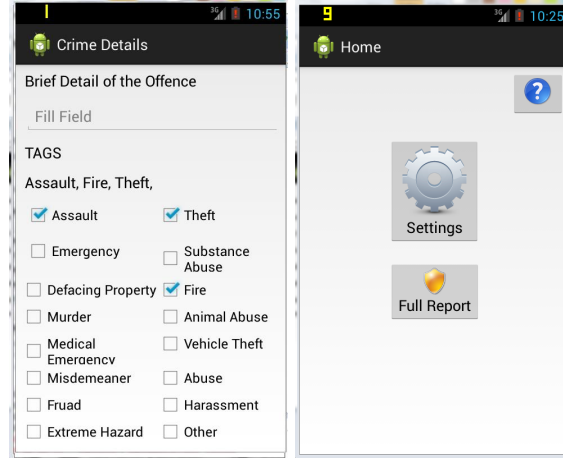 I
3G
10:55
Crime Details
Brief Detail of the Offence
Fill Field
TAGS
Assault, Fire, Theft,
Assault
Theft
Emergency
Substance
Abuse
Defacing Property
Fire
Murder
Animal Abuse
Medical
Emergency
Vehicle Theft
Misdemeaner
Abuse
Fruad
Harassment
Extreme Hazard
Other
9
3G
10:25
Home
?
Settings
Full Report